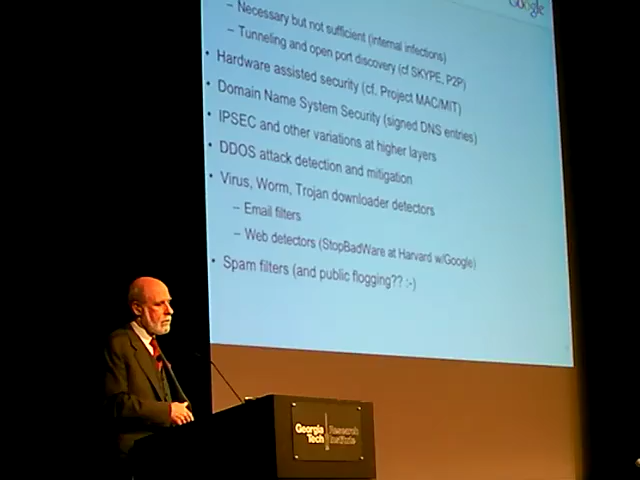 Google
– Necessary but not sufficient (internal infections)
– Tunneling and open port discovery (cf SKYPE, P2P)
• Hardware assisted security (cf. Project MAC/MIT)
• Domain Name System Security (signed DNS entries)
• IPSEC and other variations at higher layers
• DDOS attack detection and mitigation
• Virus, Worm, Trojan downloader detectors
– Email filters
– Web detectors (StopBadWare at Harvard w/Google)
• Spam filters (and public flogging?? :-)
Georgia Research
Tech Institute